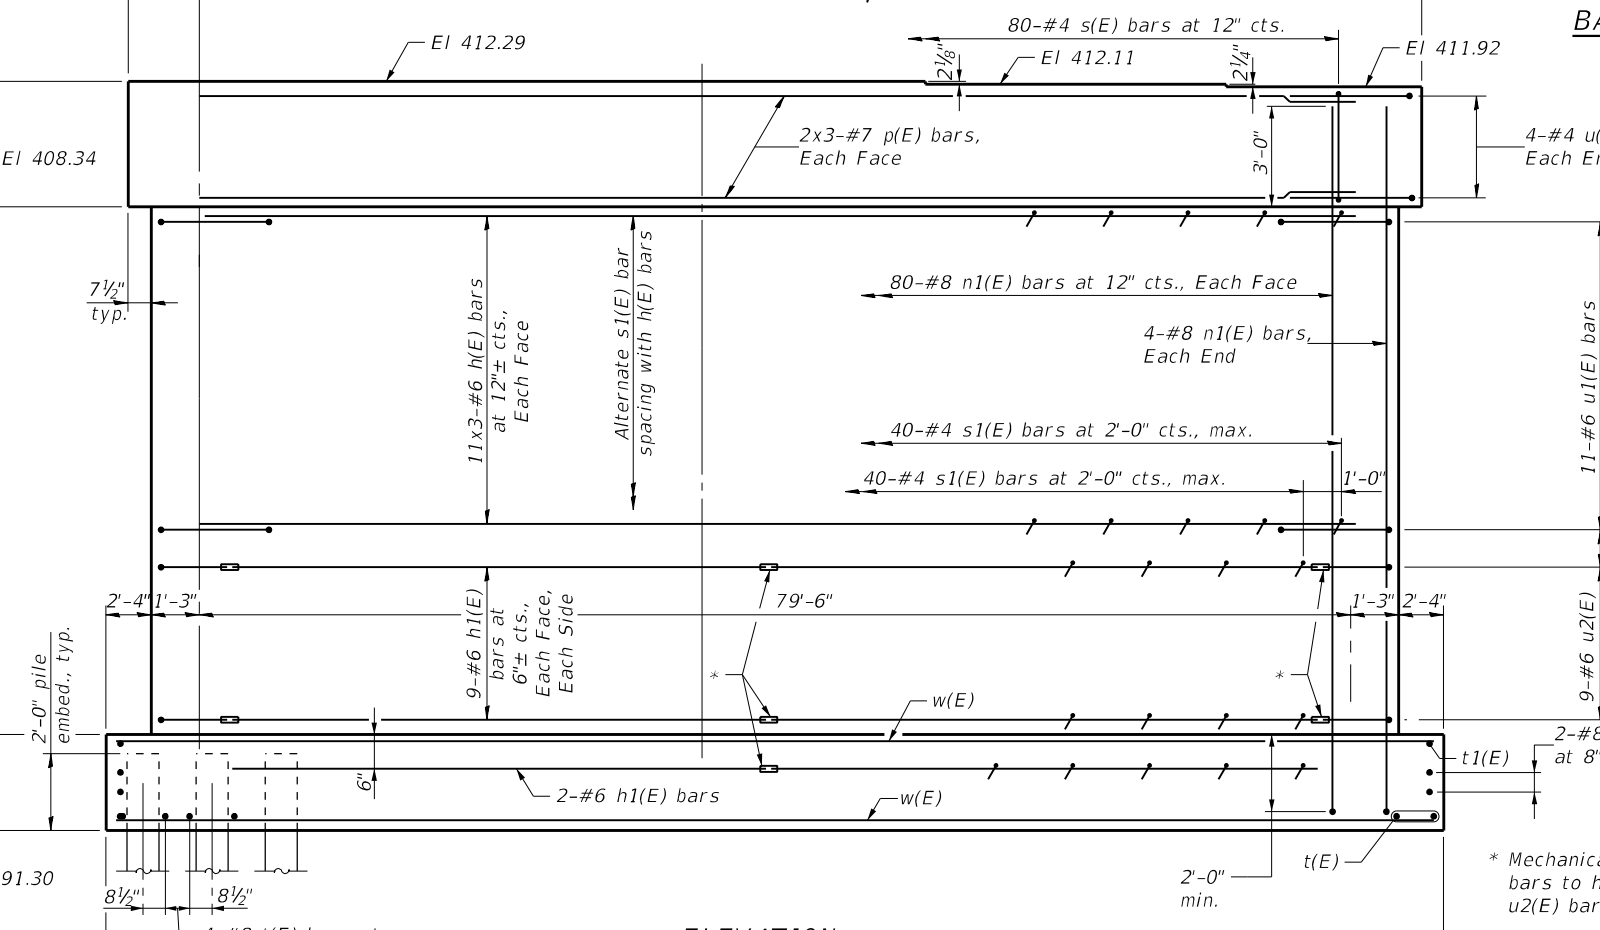 80-#4 s(E) bars at 12" cts.
El 412.29
2⅛"
El 412.11
2¼"
El 411.92
El 408.34
2x3-#7 p(E) bars,
Each Face
3'-0"
4-#4 u(
Each
7½"
typ.
11x3-#6 h(E) bars
at 12"± cts.,
Each Face
Alternate s1(E) bar
spacing with h(E) bars
80-#8 n1(E) bars at 12" cts., Each Face
4-#8 n1(E) bars,
Each End
11-#6 u1(E) bars
40-#4 s1(E) bars at 2'-0" cts., max.
40-#4 s1(E) bars at 2'-0" cts., max.
1'-0"
2'-4"
1'-3"
79'-6"
1'-3"
2'-4"
9-#6 h1(E)
bars at
6"± cts.,
Each Face,
Each Side
9-#6 u2(E)
*
*
2'-0" pile
embed., typ.
w(E)
6"
2-#6 h1(E) bars
w(E)
t1(E)
2-#8
at 8"
t(E)
2'-0"
min.
91.30
8½"
8½"
* Mechanica
bars to h
u2(E) bar
ELEVATION